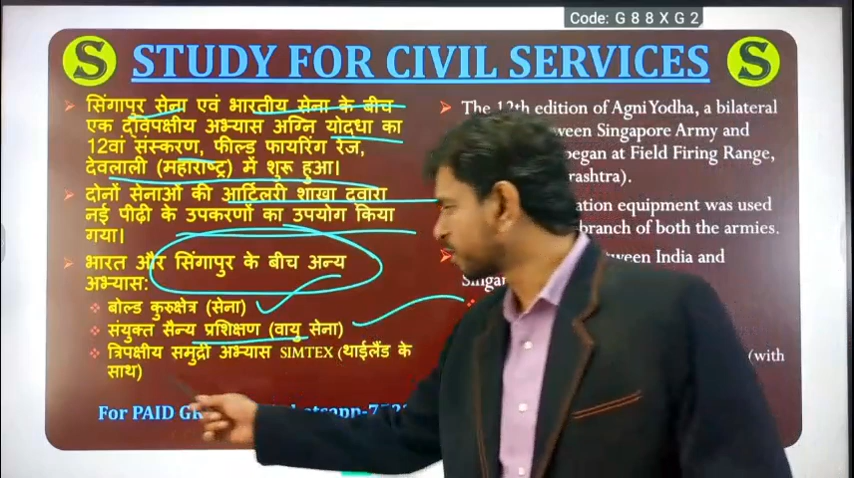 Code: G 8 8 X G 2
S STUDY FOR CIVIL SERVICES S
सिंगापुर सेना एवं भारतीय सेना के बीच
एक द्विपक्षीय अभ्यास अग्नि योद्धा का
12वां संस्करण, फील्ड फायरिंग रेंज,
देवलाली (महाराष्ट्र) में शुरू हुआ।
दोनों सेनाओं की आर्टिलरी शाखा द्वारा
नई पीढ़ी के उपकरणों का उपयोग किया
गया।
भारत और सिंगापुर के बीच अन्य
अभ्यास:
बोल्ड कुरुक्षेत्र (सेना)
संयुक्त सैन्य प्रशिक्षण (वायु सेना)
त्रिपक्षीय समुद्री अभ्यास SIMTEX (थाईलैंड के
साथ)
The 12th edition of Agni Yodha, a bilateral
between Singapore Army and
began at Field Firing Range,
equipment was used
branch of both the armies.
India and
(with
For PAID